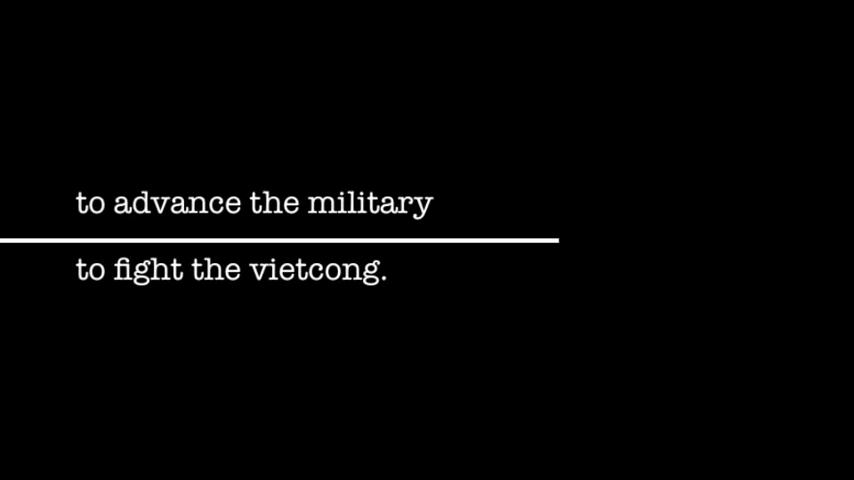 to advance the military
to fight the vietcong.